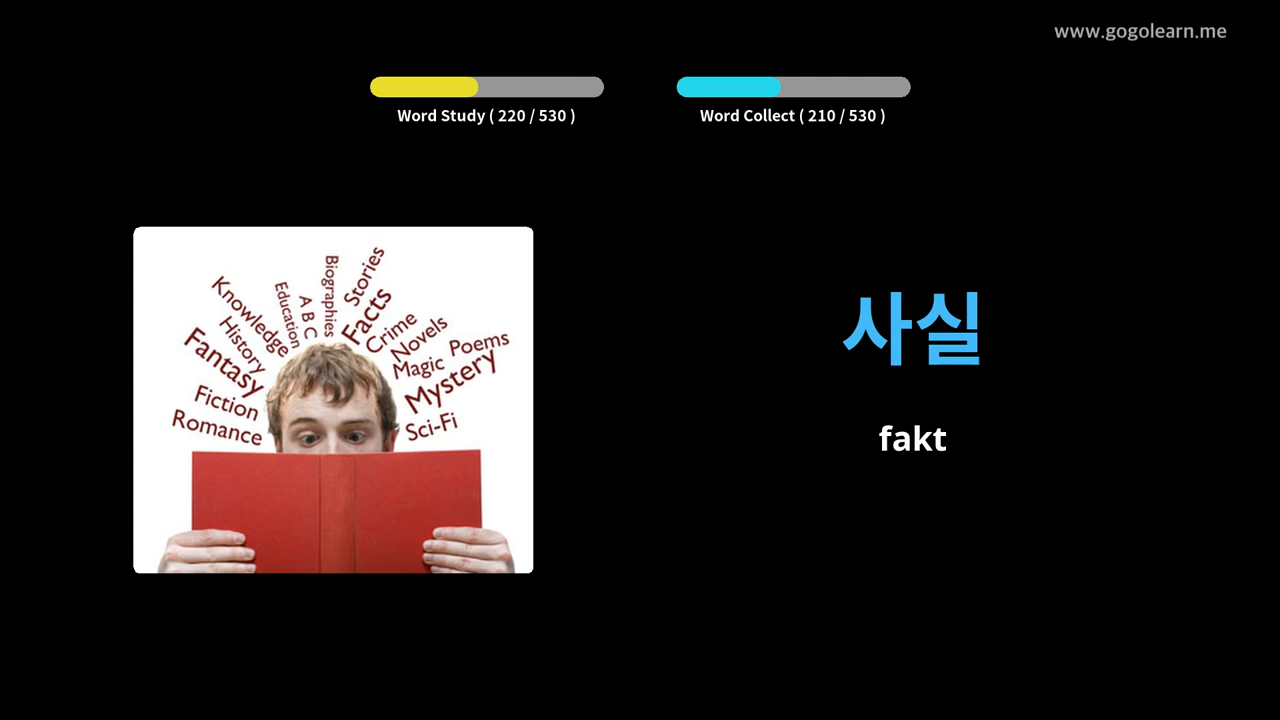 www.gogolearn.me
Word Study ( 220 / 530 )
Word Collect ( 210 / 530 )
Knowledge
History
Fantasy
Fiction
Romance
Education
A B C
Biographies
Stories
Facts
Crime
Novels
Magic
Poems
Mystery
Sci-Fi
사실
fakt